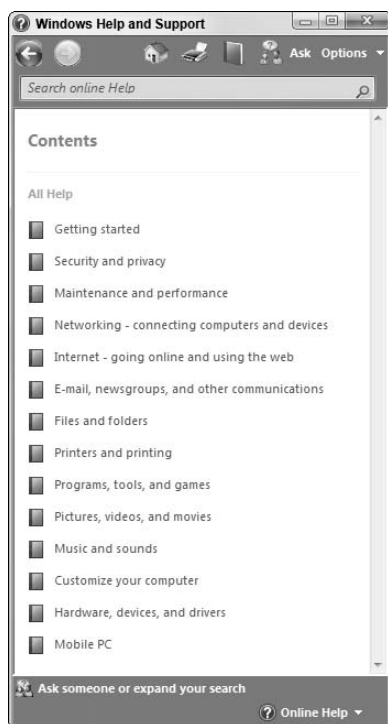 Windows Help and Support
Ask Options
Search online Help
Contents
All Help
Getting started
Security and privacy
Maintenance and performance
Networking - connecting computers and devices
Internet - going online and using the web
E-mail, newsgroups, and other communications
Files and folders
Printers and printing
Programs, tools, and games
Pictures, videos, and movies
Music and sounds
Customize your computer
Hardware, devices, and drivers
Mobile PC
Ask someone or expand your search
Online Help